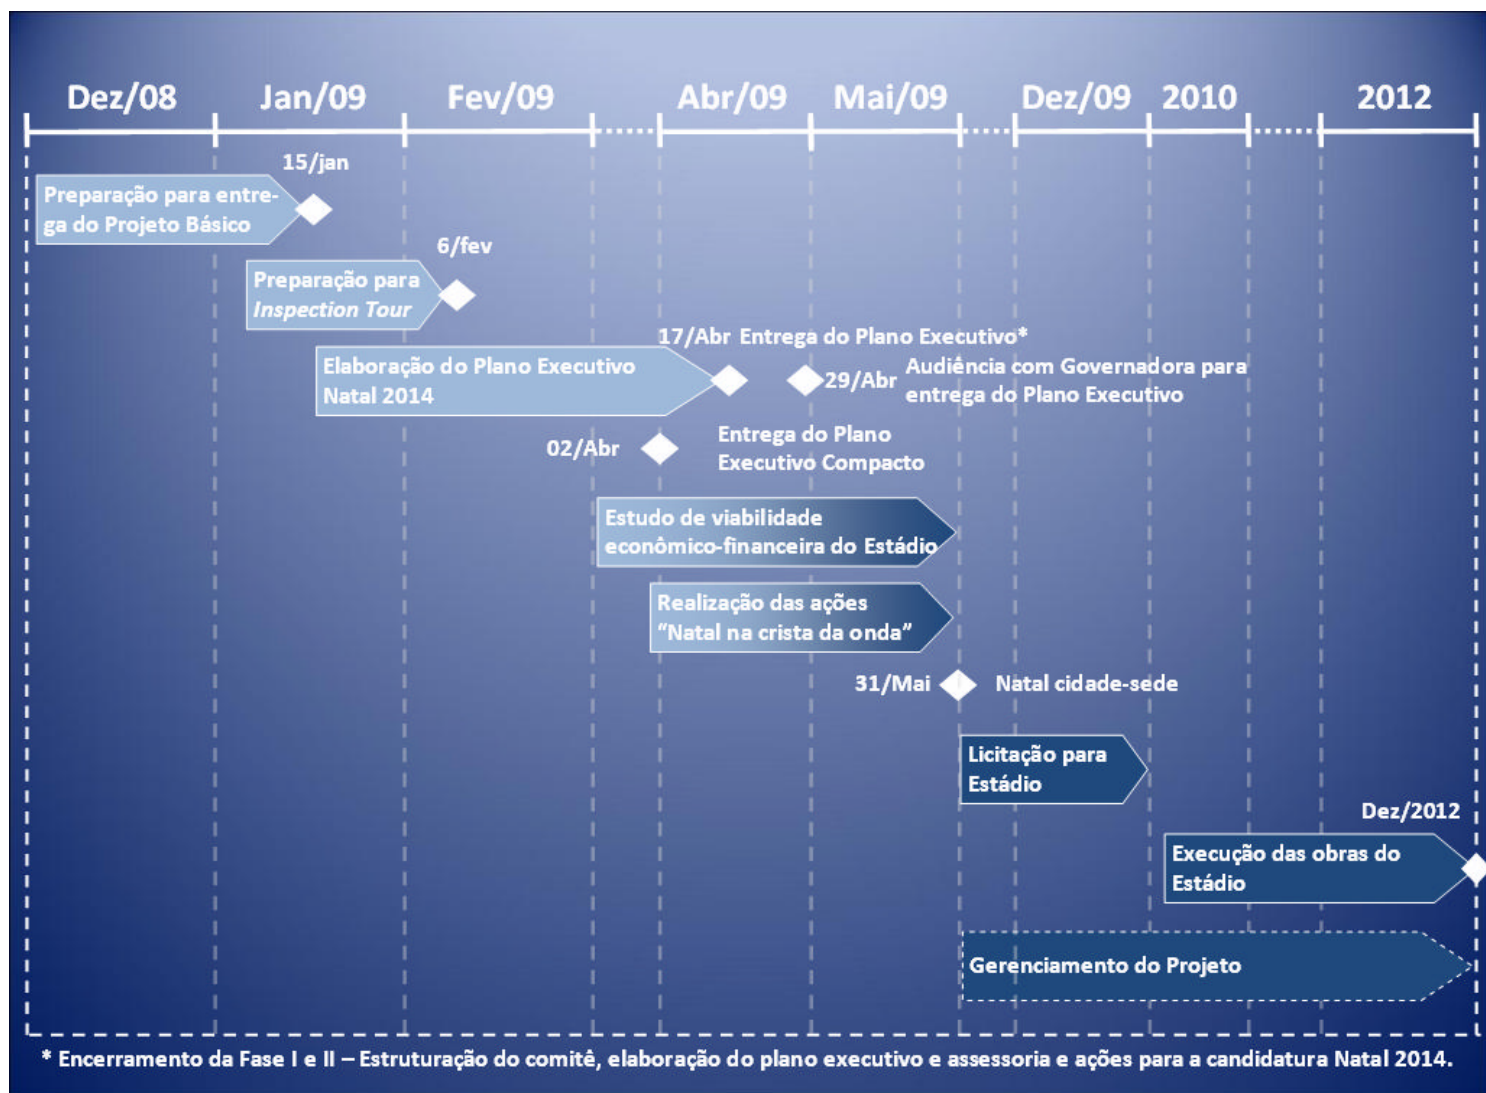 Dez/08 Jan/09 Fev/09 Abr/09 Mai/09 Dez/09 2010 2012
15/jan
Preparação para entre-
ga do Projeto Básico
6/fev
Preparação para
Inspection Tour
17/Abr Entrega do Plano Executivo*
Elaboração do Plano Executivo
Natal 2014
29/Abr
Audiência com Governadora para
entrega do Plano Executivo
02/Abr
Entrega do Plano
Executivo Compacto
Estudo de viabilidade
econômico-financeira do Estádio
Realização das ações
“Natal na crista da onda”
31/Mai Natal cidade-sede
Licitação para
Estádio
Dez/2012
Execução das obras do
Estádio
Gerenciamento do Projeto
* Encerramento da Fase I e II – Estruturação do comitê, elaboração do plano executivo e assessoria e ações para a candidatura Natal 2014.